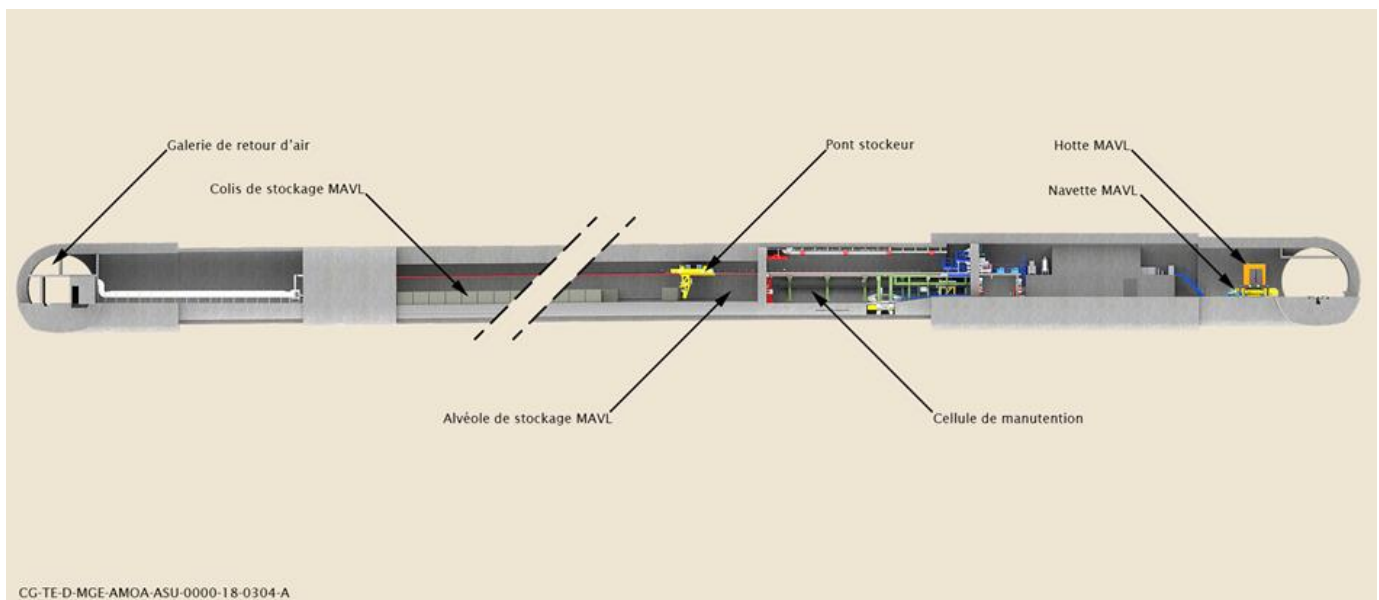 Galerie de retour d'air
Pont stockeur
Hotte MAVL
Colis de stockage MAVL
Navette MAVL
Alvéole de stockage MAVL
Cellule de manutention
CG-TE-D-MGE-AMOA-ASU-0000-18-0304-A